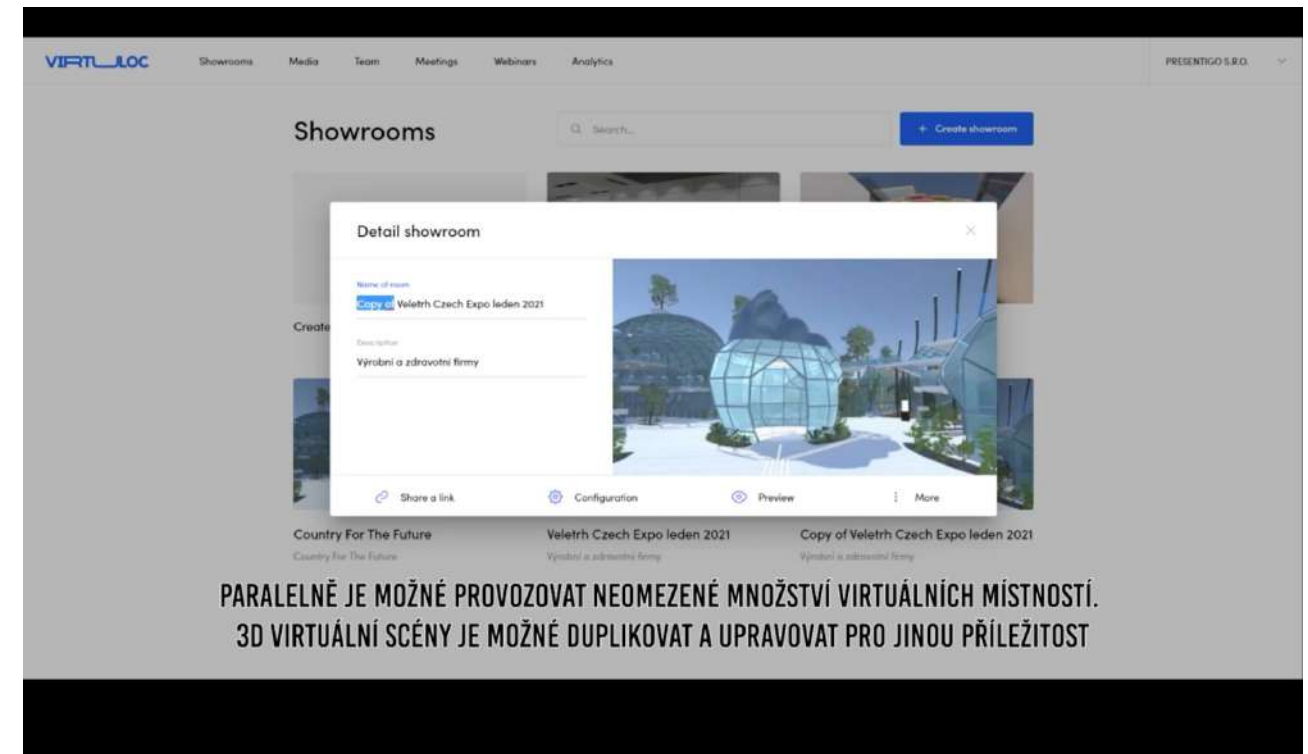 VIRTULOC Showrooms Media Team Meetings Webinars Analytics PRESENTIGO S.R.O.
Showrooms Search... + Create showroom
Detail showroom
Name of room
Copy of Veletrh Czech Expo leden 2021
Create
Description
Výrobní a zdravotní firmy
Share a link Configuration Preview More
Country For The Future Veletrh Czech Expo leden 2021 Copy of Veletrh Czech Expo leden 2021
Country For The Future Výrobní a zdravotní firmy Výrobní a zdravotní firmy
PARALELNĚ JE MOŽNÉ PROVOZOVAT NEOMEZENÉ MNOŽSTVÍ VIRTUÁLNÍCH MÍSTNOSTÍ.
3D VIRTUÁLNÍ SCÉNY JE MOŽNÉ DUPLIKOVAT A UPRAVOVAT PRO JINOU PŘÍLEŽITOST